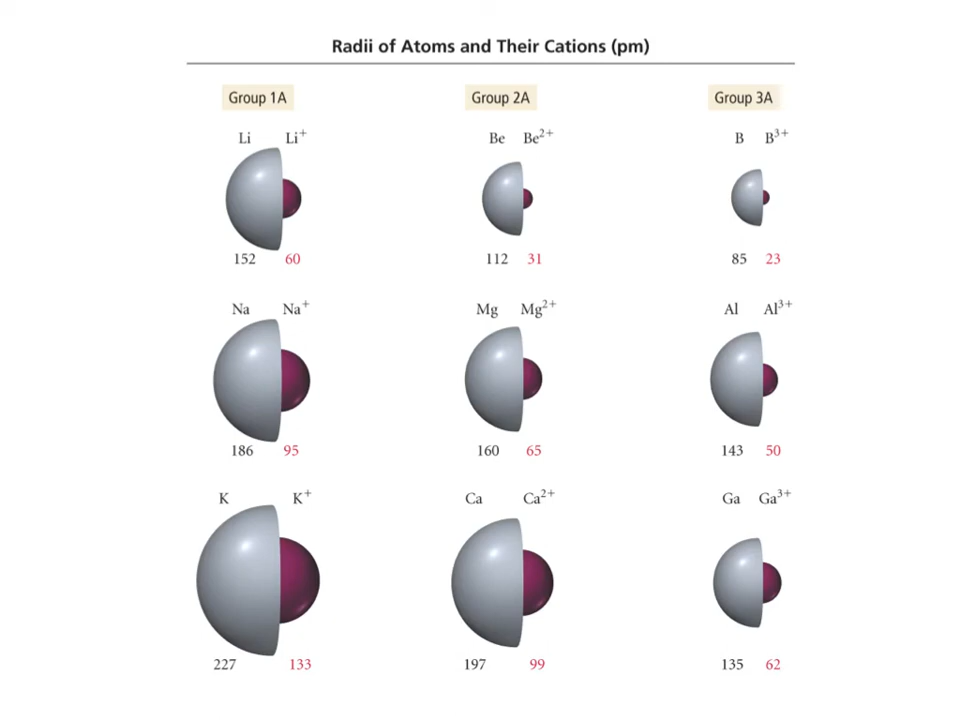 Radii of Atoms and Their Cations (pm)
Group 1A Group 2A Group 3A
Li Li⁺ Be Be²⁺ B B³⁺
152 60 112 31 85 23
Na Na⁺ Mg Mg²⁺ Al Al³⁺
186 95 160 65 143 50
K K⁺ Ca Ca²⁺ Ga Ga³⁺
227 133 197 99 135 62